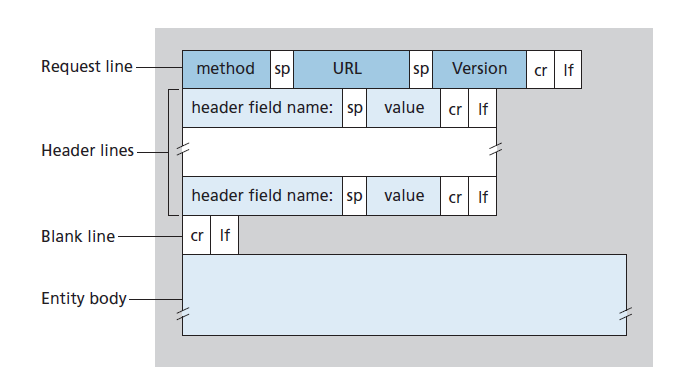 Request line method sp URL sp Version cr lf
header field name: sp value cr lf
Header lines
header field name: sp value cr lf
Blank line cr lf
Entity body